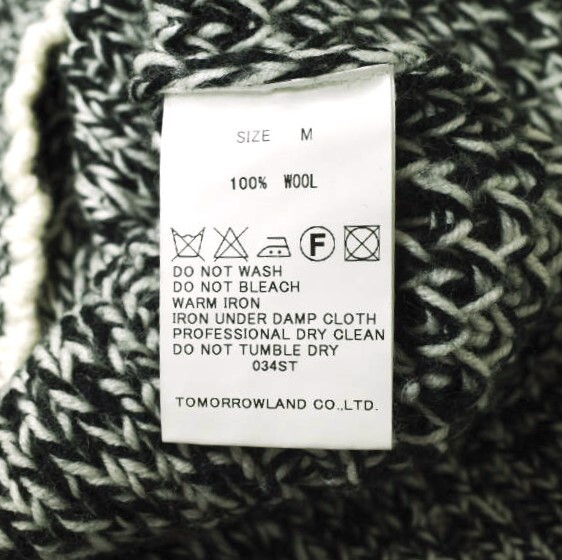 SIZE M
100% WOOL
F
DO NOT WASH
DO NOT BLEACH
WARM IRON
IRON UNDER DAMP CLOTH
PROFESSIONAL DRY CLEAN
DO NOT TUMBLE DRY
034ST
TOMORROWLAND CO.,LTD.